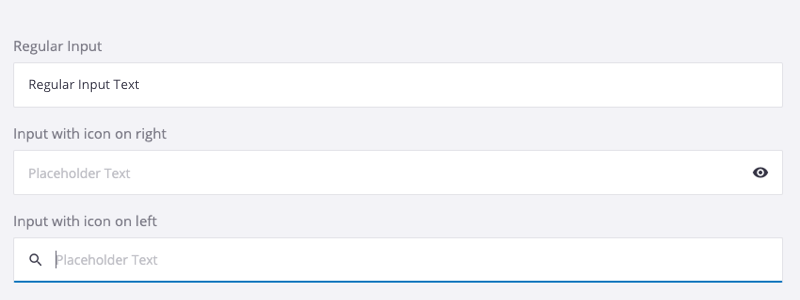 Regular Input
Regular Input Text
Input with icon on right
Placeholder Text
Input with icon on left
Placeholder Text